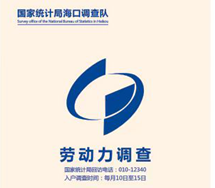 国家统计局海口调查队
Survey office of the National Bureau of Statistics in Haikou
劳动力调查
国家统计局回访电话：010-12340
入户调查时间：每月10日至15日